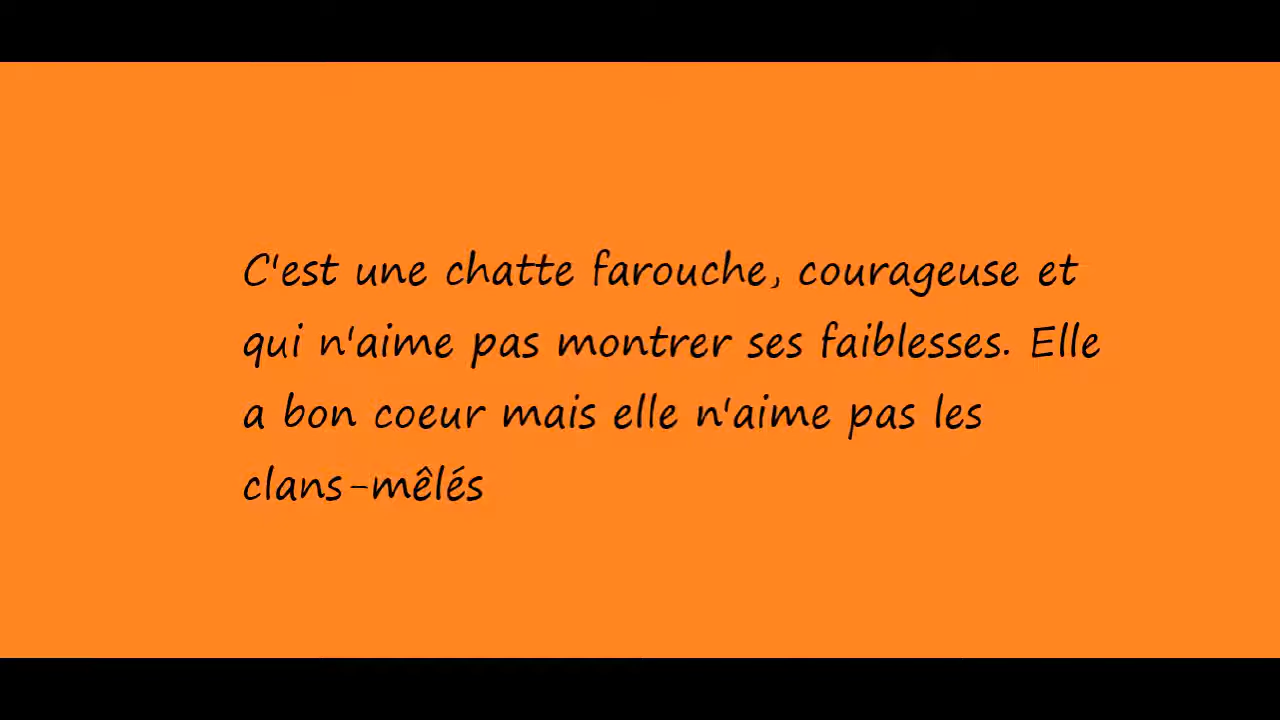 C'est une chatte farouche, courageuse et
qui n'aime pas montrer ses faiblesses. Elle
a bon coeur mais elle n'aime pas les
clans-mêlés